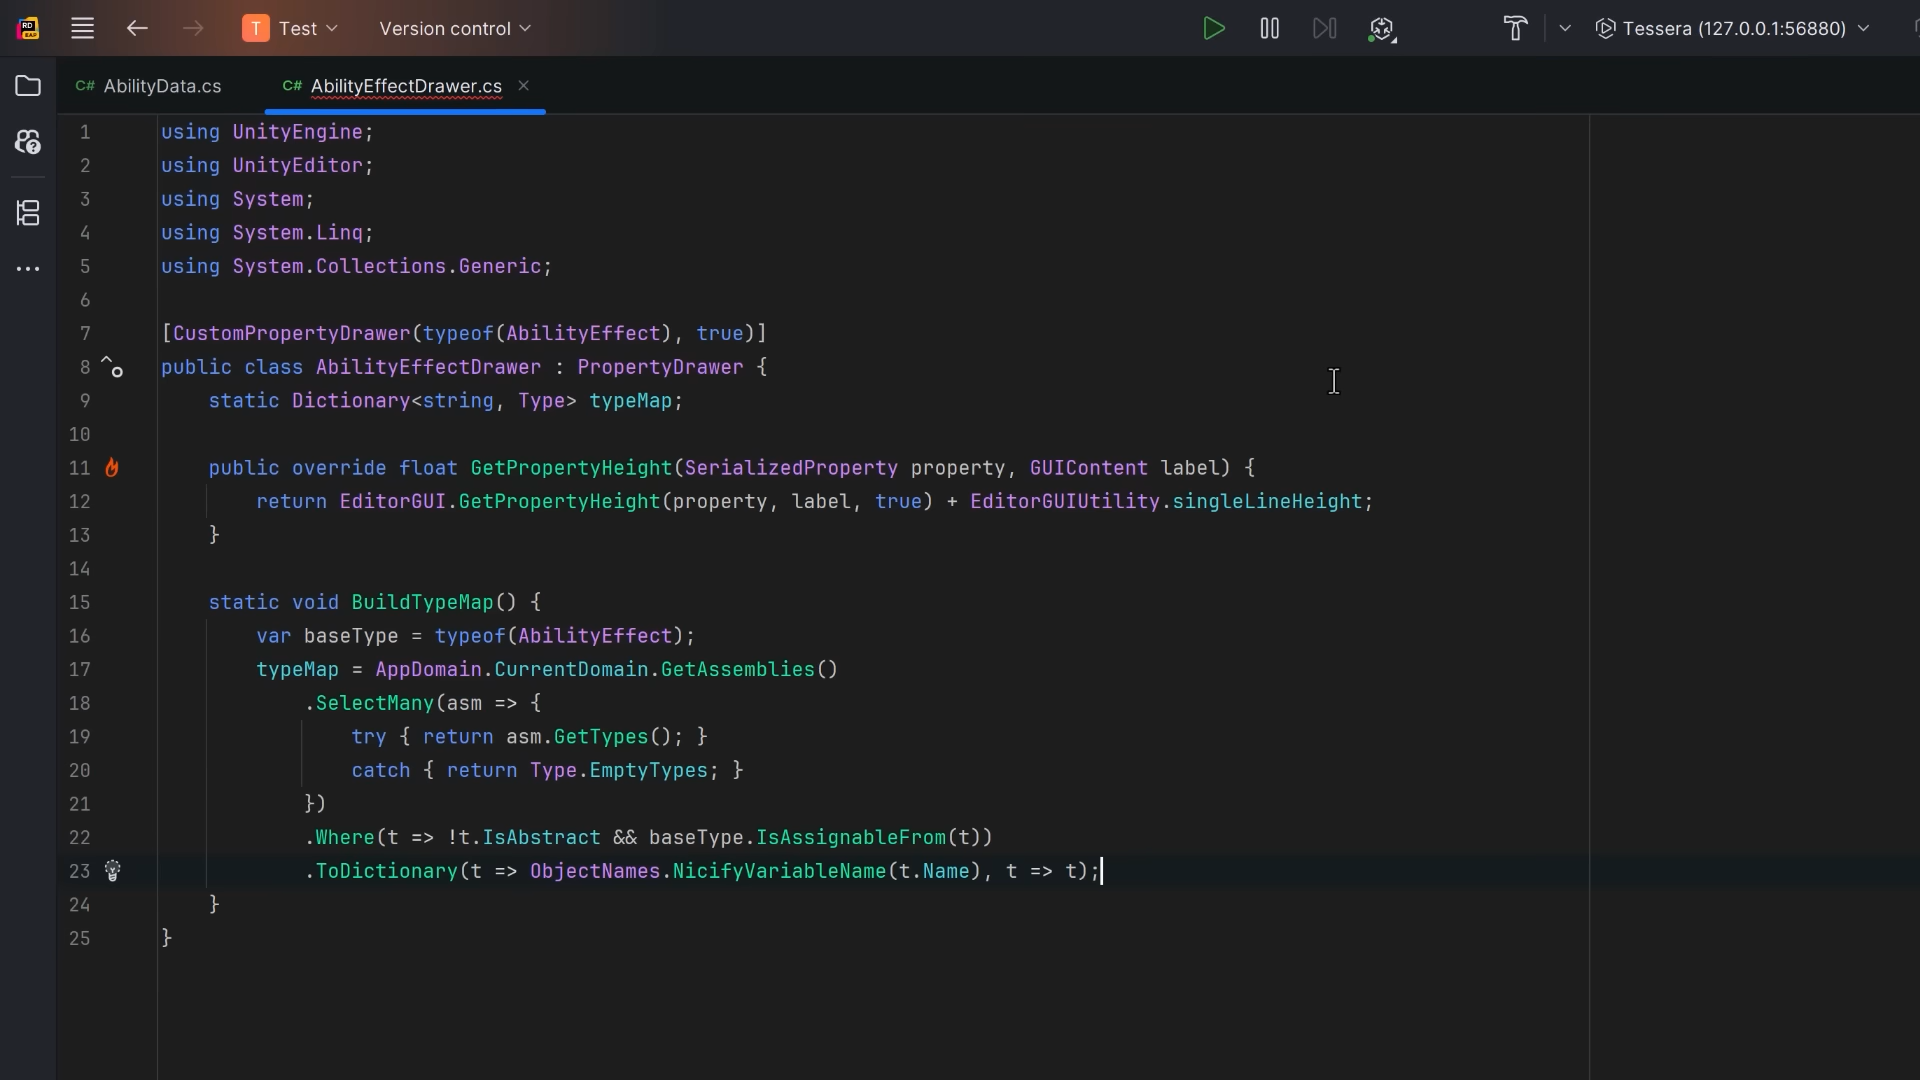 RD
EAP
T Test
Version control
Tessera (127.0.0.1:56880)
C# AbilityData.cs
C# AbilityEffectDrawer.cs
1 using UnityEngine;
2 using UnityEditor;
3 using System;
4 using System.Linq;
5 using System.Collections.Generic;
6
7 [CustomPropertyDrawer(typeof(AbilityEffect), true)]
8 public class AbilityEffectDrawer : PropertyDrawer {
9 static Dictionary<string, Type> typeMap;
10
11 public override float GetPropertyHeight(SerializedProperty property, GUIContent label) {
12 return EditorGUI.GetPropertyHeight(property, label, true) + EditorGUIUtility.singleLineHeight;
13 }
14
15 static void BuildTypeMap() {
16 var baseType = typeof(AbilityEffect);
17 typeMap = AppDomain.CurrentDomain.GetAssemblies()
18 .SelectMany(asm => {
19 try { return asm.GetTypes(); }
20 catch { return Type.EmptyTypes; }
21 })
22 .Where(t => !t.IsAbstract && baseType.IsAssignableFrom(t))
23 .ToDictionary(t => ObjectNames.NicifyVariableName(t.Name), t => t);
24 }
25 }